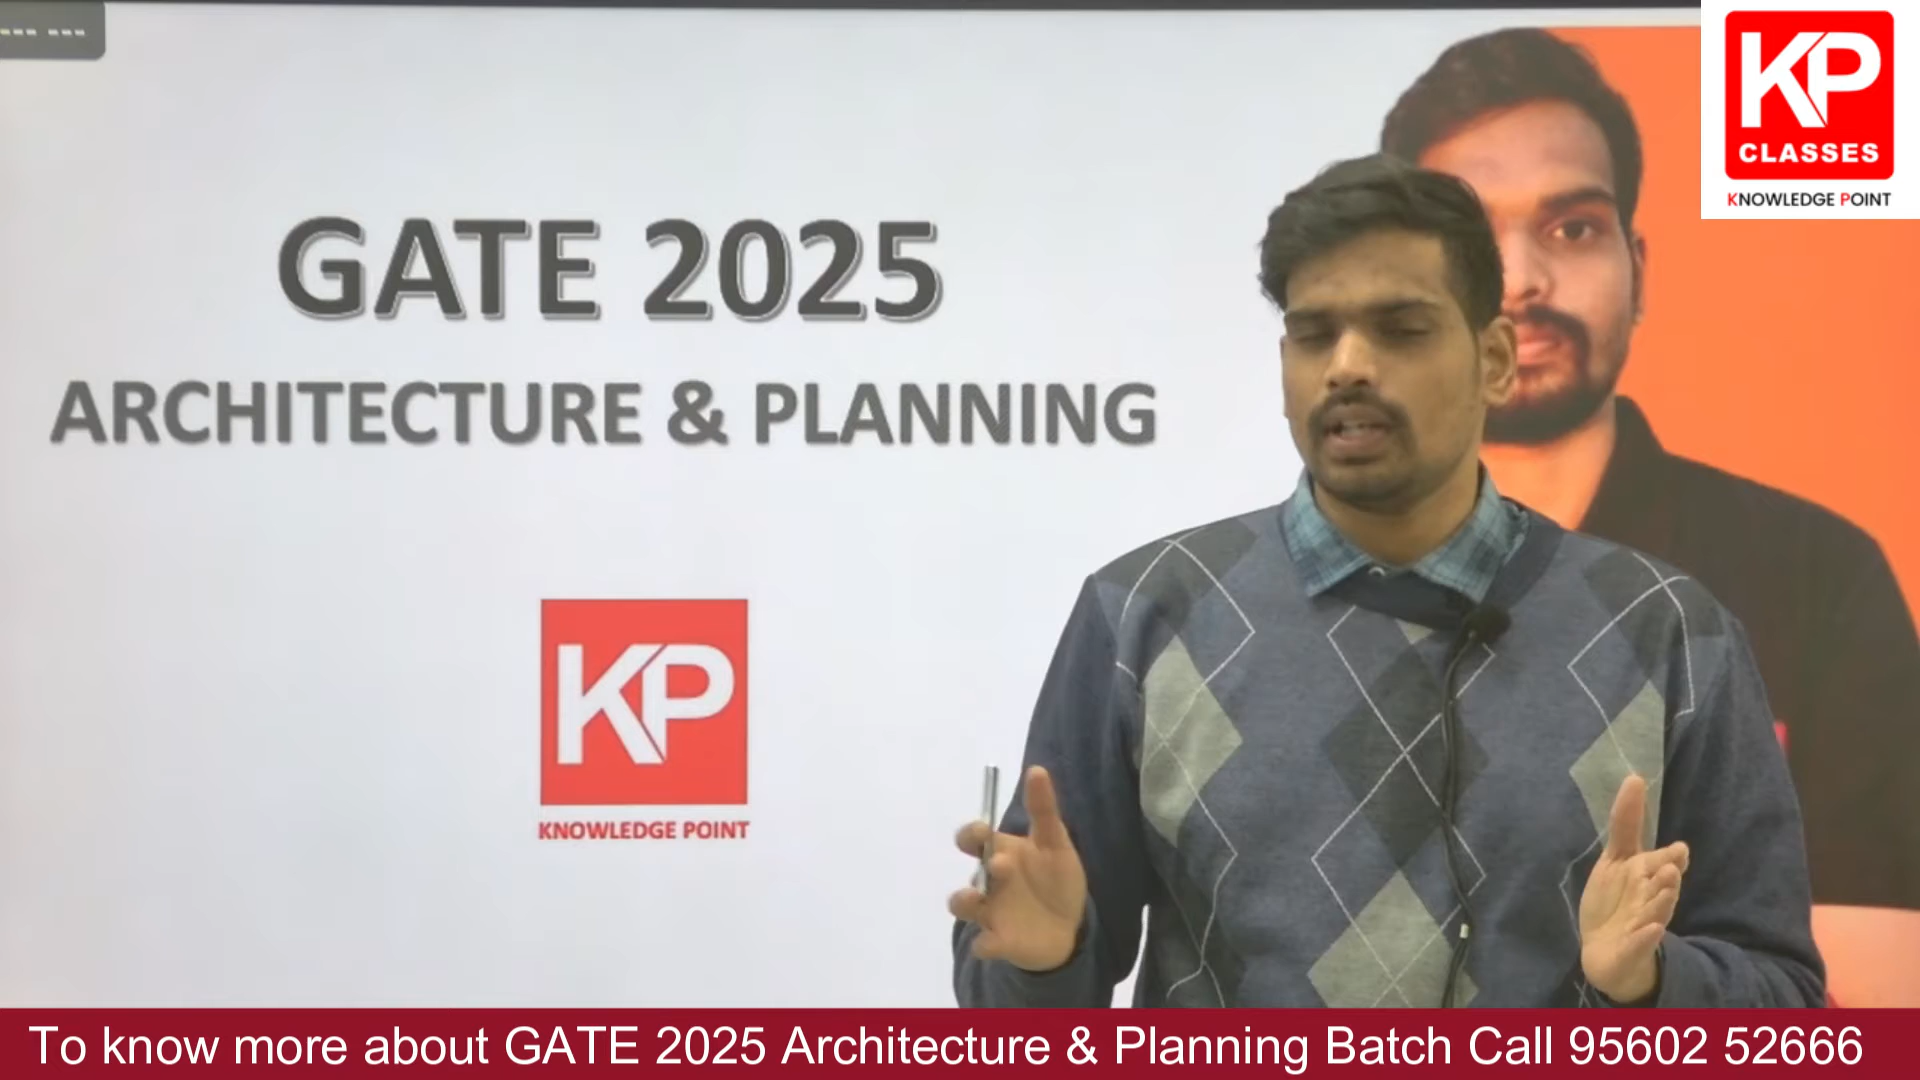 GATE 2025
ARCHITECTURE & PLANNING
KP
KNOWLEDGE POINT
KP
CLASSES
KNOWLEDGE POINT
To know more about GATE 2025 Architecture & Planning Batch Call 95602 52666